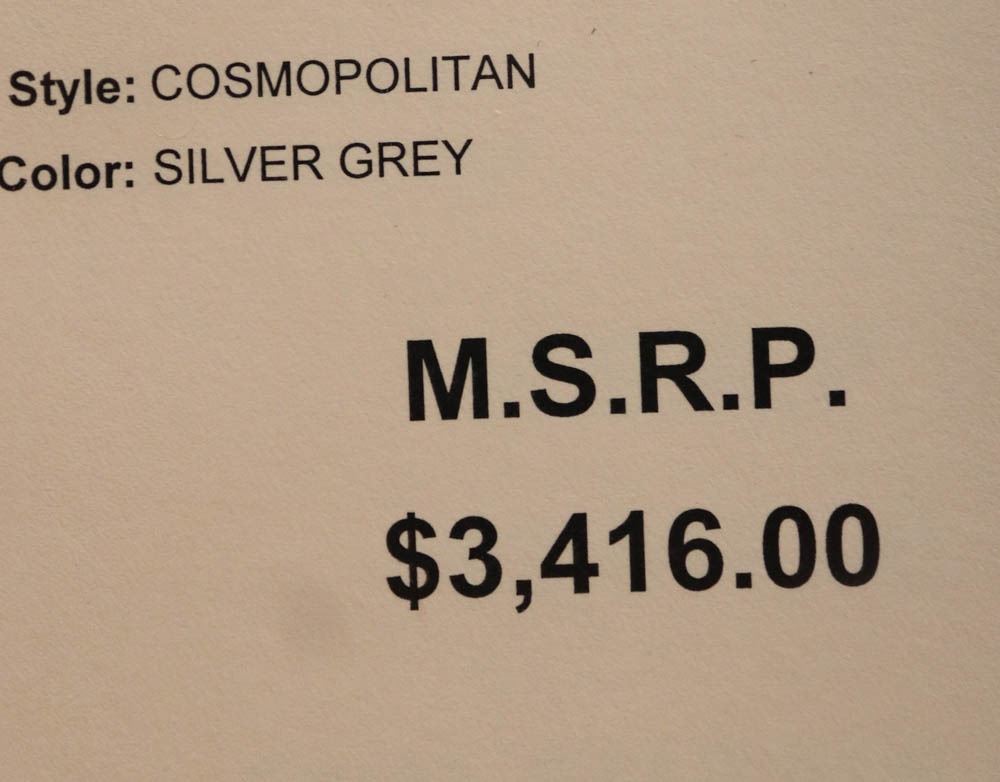 Style: COSMOPOLITAN
Color: SILVER GREY
M.S.R.P.
$3,416.00